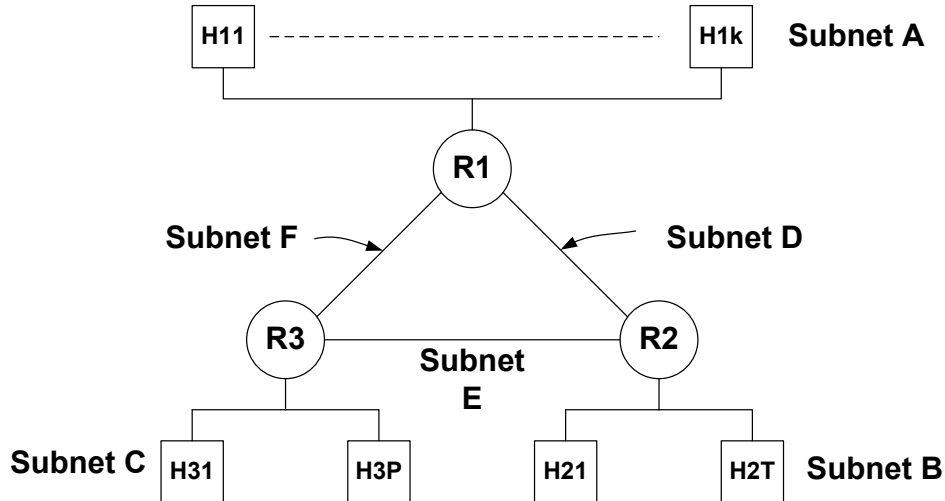 H11
H1k
Subnet A
R1
Subnet F
Subnet D
R3
R2
Subnet
E
Subnet C
H31
H3P
H21
H2T
Subnet B